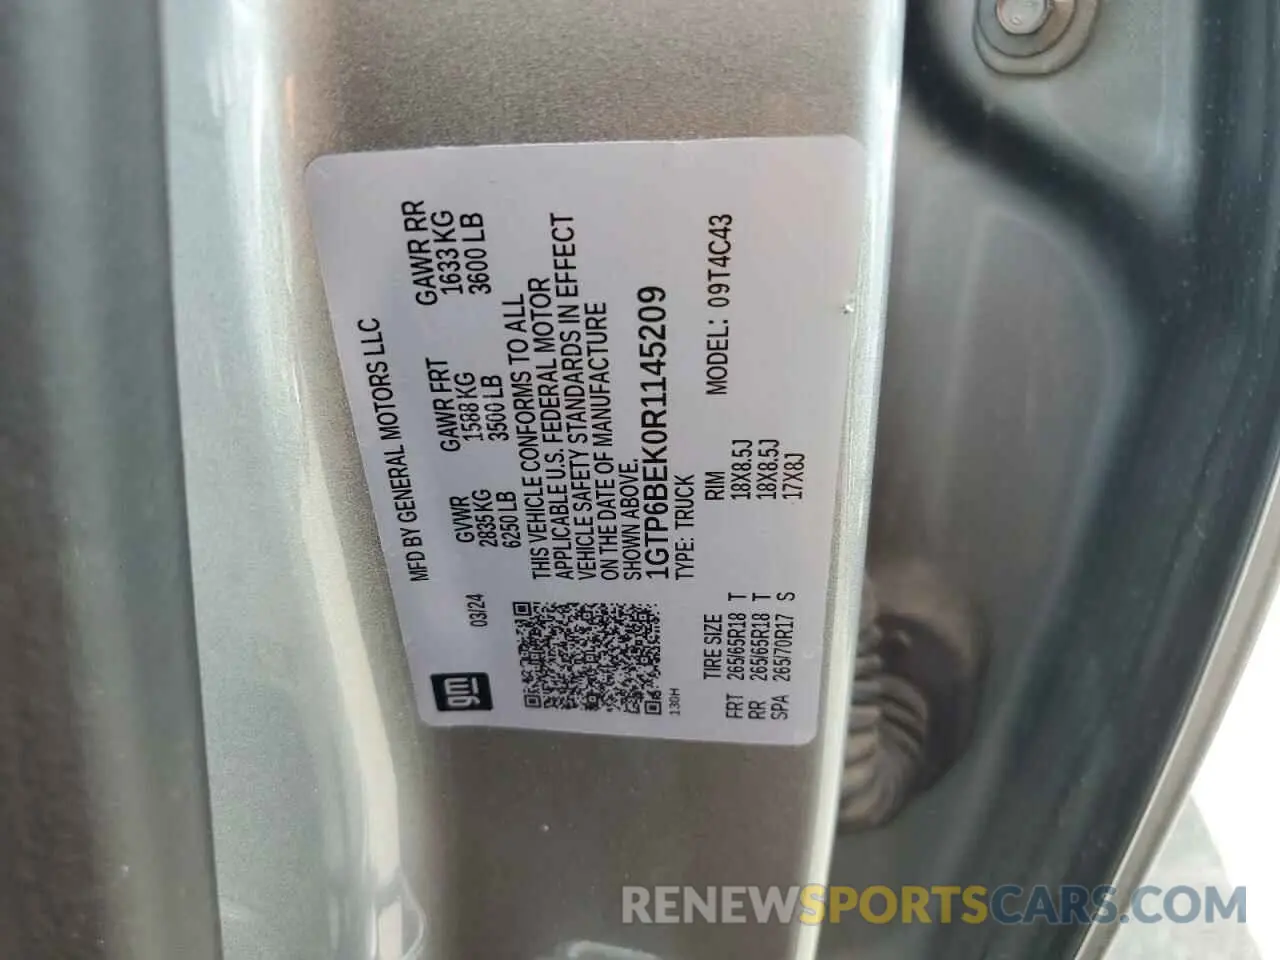 MFD BY GENERAL MOTORS LLC
03/24
GVWR GAWR FRT GAWR RR
2835 KG 1588 KG 1633 KG
6250 LB 3500 LB 3600 LB
THIS VEHICLE CONFORMS TO ALL
APPLICABLE U.S. FEDERAL MOTOR
VEHICLE SAFETY STANDARDS IN EFFECT
ON THE DATE OF MANUFACTURE
SHOWN ABOVE.
1GTP6BEK0R1145209
TYPE: TRUCK
MODEL: 09T4C43
gm
130H
TIRE SIZE RIM
FRT 265/65R18 T 18X8.5J
RR 265/65R18 T 18X8.5J
SPA 265/70R17 S 17X8J
RENEWSPORTSCARS.COM